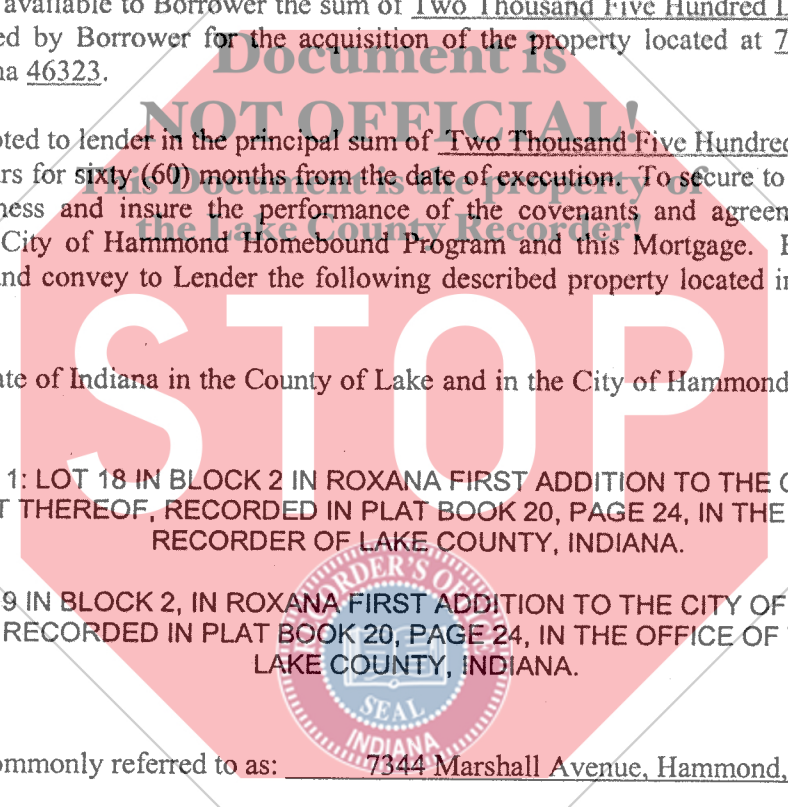 available to Borrower the sum of Two Thousand Five Hundred
ed by Borrower for the acquisition of the property located at 7
na 46323.
Document is
NOT OFFICIAL!
This Document is the property of
the Lake County Recorder!
oted to lender in the principal sum of Two Thousand Five Hundred
rs for sixty (60) months from the date of execution. To secure to
ness and insure the performance of the covenants and agreem
City of Hammond Homebound Program and this Mortgage.
nd convey to Lender the following described property located in
STOP
ate of Indiana in the County of Lake and in the City of Hammond
1: LOT 18 IN BLOCK 2 IN ROXANA FIRST ADDITION TO THE C
T THEREOF, RECORDED IN PLAT BOOK 20, PAGE 24, IN THE
RECORDER OF LAKE COUNTY, INDIANA.
9 IN BLOCK 2, IN ROXANA FIRST ADDITION TO THE CITY OF
RECORDED IN PLAT BOOK 20, PAGE 24, IN THE OFFICE OF
LAKE COUNTY, INDIANA.
RECORDER'S OFFICE
SEAL
INDIANA
ommonly referred to as: 7344 Marshall Avenue, Hammond,